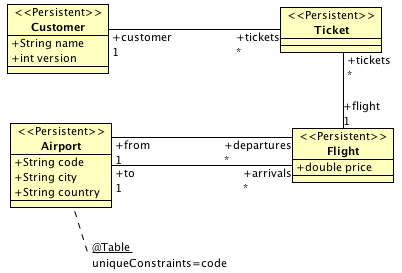 <<Persistent>>
Customer
+String name
+int version
+customer
1
+tickets
*
<<Persistent>>
Ticket
+tickets
*
+flight
1
<<Persistent>>
Airport
+String code
+String city
+String country
+from
1
+departures
*
+to
1
+arrivals
*
<<Persistent>>
Flight
+double price
@Table
uniqueConstraints=code